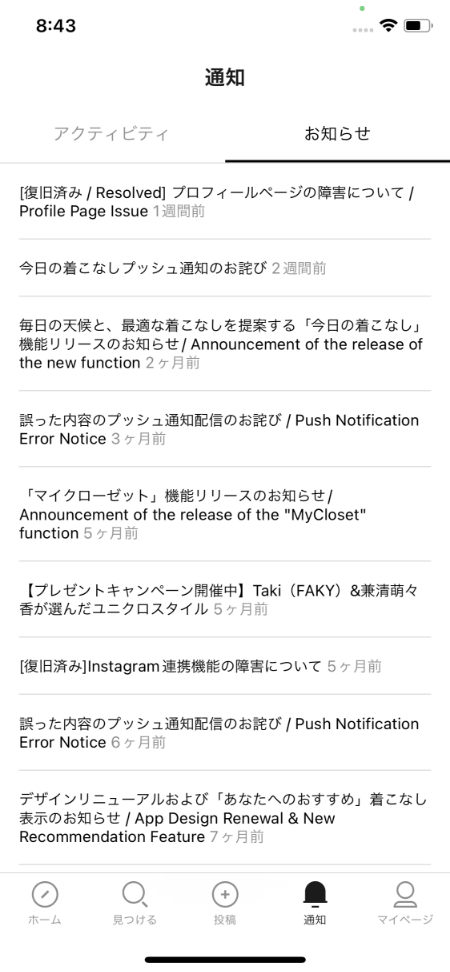 8:43
通知
アクティビティ
お知らせ
[復旧済み / Resolved] プロフィールページの障害について /
Profile Page Issue 1週間前
今日の着こなしプッシュ通知のお詫び 2週間前
毎日の天候と、最適な着こなしを提案する「今日の着こなし」
機能リリースのお知らせ / Announcement of the release of
the new function 2ヶ月前
誤った内容のプッシュ通知配信のお詫び / Push Notification
Error Notice 3ヶ月前
「マイクローゼット」機能リリースのお知らせ /
Announcement of the release of the "MyCloset"
function 5ヶ月前
【プレゼントキャンペーン開催中】Taki（FAKY）&兼清萌々
香が選んだユニクロスタイル 5ヶ月前
[復旧済み]Instagram連携機能の障害について 5ヶ月前
誤った内容のプッシュ通知配信のお詫び / Push Notification
Error Notice 6ヶ月前
デザインリニューアルおよび「あなたへのおすすめ」着こなし
表示のお知らせ / App Design Renewal & New
Recommendation Feature 7ヶ月前
ホーム
見つける
投稿
通知
マイページ